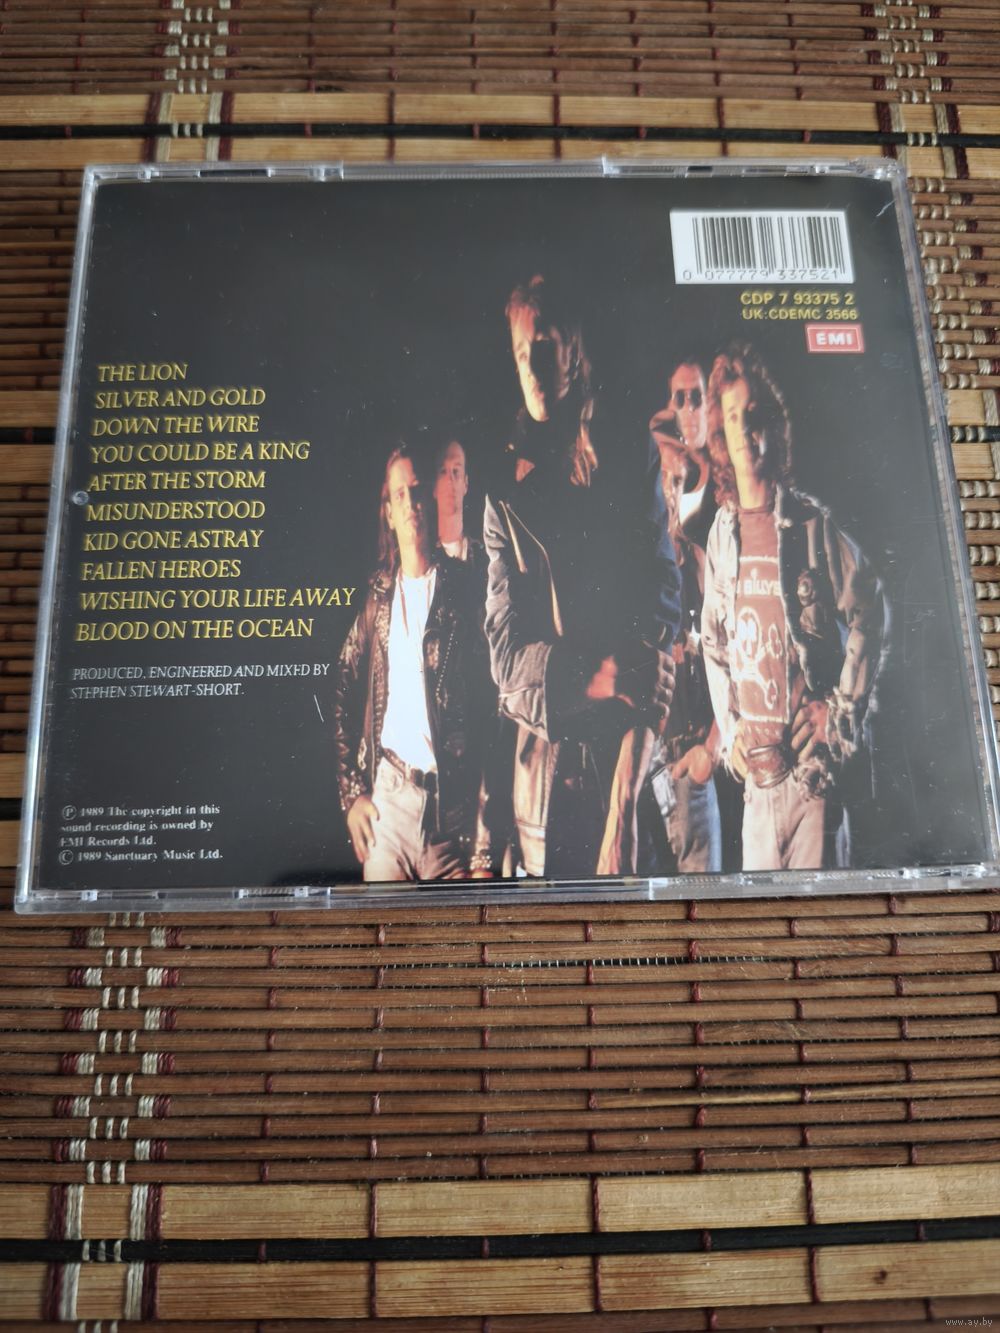 0 077779 337521
CDP 7 93375 2
UK:CDEMC 3566
EMI
THE LION
SILVER AND GOLD
DOWN THE WIRE
YOU COULD BE A KING
AFTER THE STORM
MISUNDERSTOOD
KID GONE ASTRAY
FALLEN HEROES
WISHING YOUR LIFE AWAY
BLOOD ON THE OCEAN
PRODUCED, ENGINEERED AND MIXED BY
STEPHEN STEWART-SHORT.
℗ 1989 The copyright in this
sound recording is owned by
EMI Records Ltd.
© 1989 Sanctuary Music Ltd.
www.ay.by